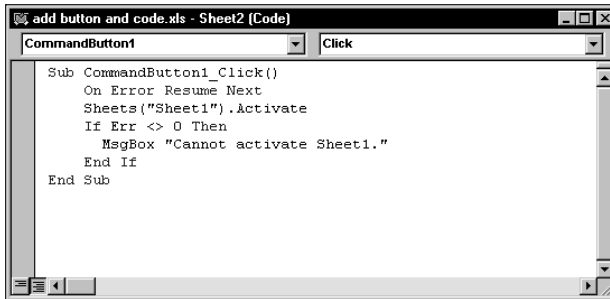 add button and code.xls - Sheet2 (Code)
CommandButton1 Click
Sub CommandButton1_Click()
On Error Resume Next
Sheets("Sheet1").Activate
If Err <> 0 Then
MsgBox "Cannot activate Sheet1."
End If
End Sub